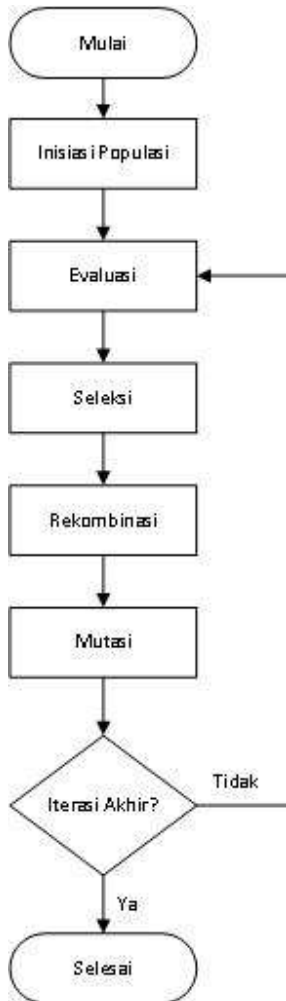 Mulai
Inisiasi Populasi
Evaluasi
Seleksi
Rekombinasi
Mutasi
Iterasi Akhir?
Tidak
Ya
Selesai